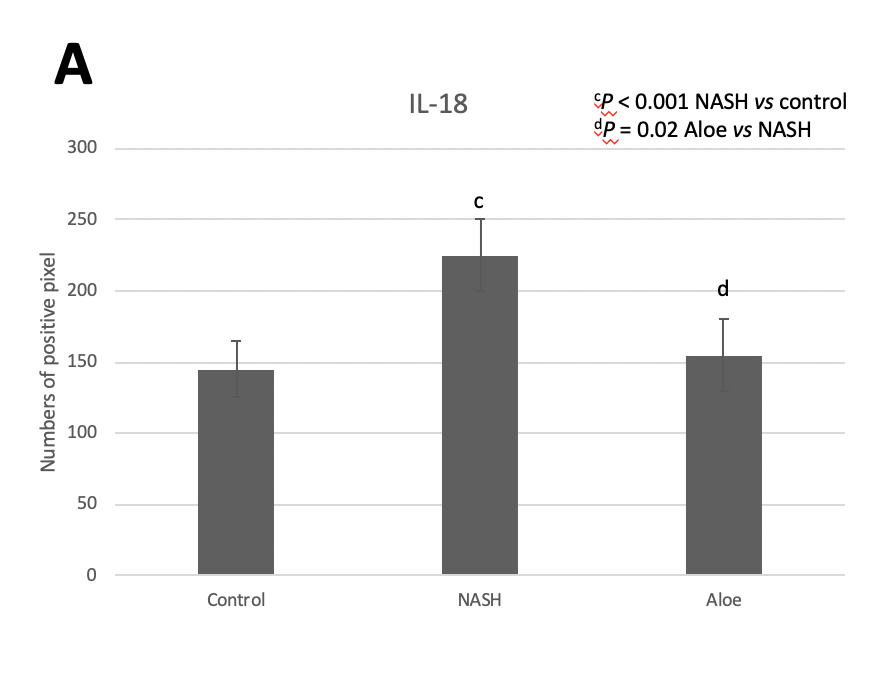 A
IL-18
ᶜP < 0.001 NASH vs control
ᵈP = 0.02 Aloe vs NASH
300
250
200
150
100
50
0
Numbers of positive pixel
c
d
Control
NASH
Aloe